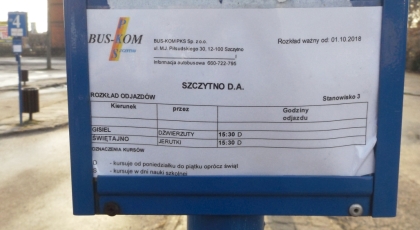 4
BUS-KOM
BUS-KOM/PKS Sp. z o.o.
ul. M.J. Piłsudskiego 30, 12-100 Szczytno
Informacja autobusowa 600-722-766
Rozkład ważny od: 01.10.2018
SZCZYTNO D.A.
ROZKŁAD ODJAZDÓW Stanowisko 3
Kierunek przez Godziny odjazdu
GISIEL DŹWIERZUTY 15:30 D
ŚWIĘTAJNO JERUTKI 15:30 D
OZNACZENIA KURSÓW
- kursuje od poniedziałku do piątku oprócz świąt
- kursuje w dni nauki szkolnej